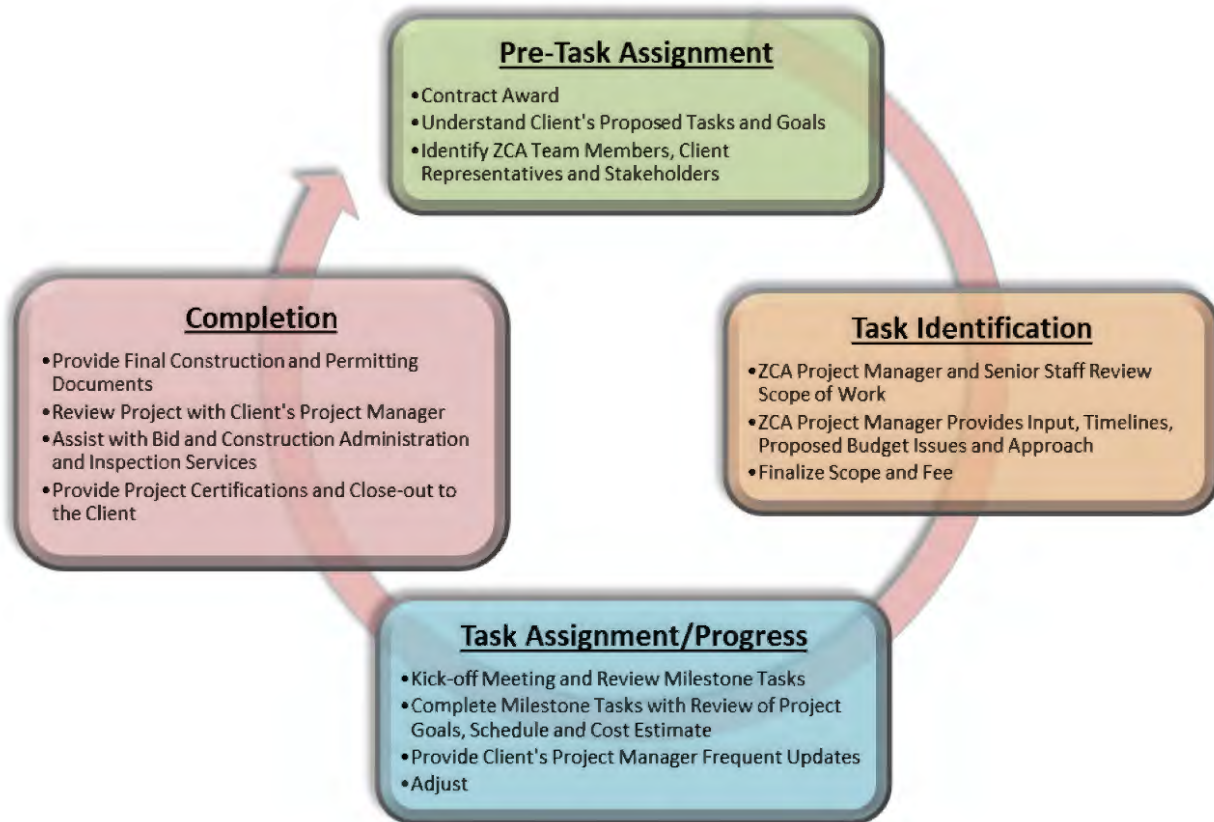 Pre-Task Assignment
•Contract Award
•Understand Client's Proposed Tasks and Goals
•Identify ZCA Team Members, Client
Representatives and Stakeholders
Task Identification
•ZCA Project Manager and Senior Staff Review
Scope of Work
•ZCA Project Manager Provides Input, Timelines,
Proposed Budget Issues and Approach
•Finalize Scope and Fee
Task Assignment/Progress
•Kick-off Meeting and Review Milestone Tasks
•Complete Milestone Tasks with Review of Project
Goals, Schedule and Cost Estimate
•Provide Client's Project Manager Frequent Updates
•Adjust
Completion
•Provide Final Construction and Permitting
Documents
•Review Project with Client's Project Manager
•Assist with Bid and Construction Administration
and Inspection Services
•Provide Project Certifications and Close-out to
the Client